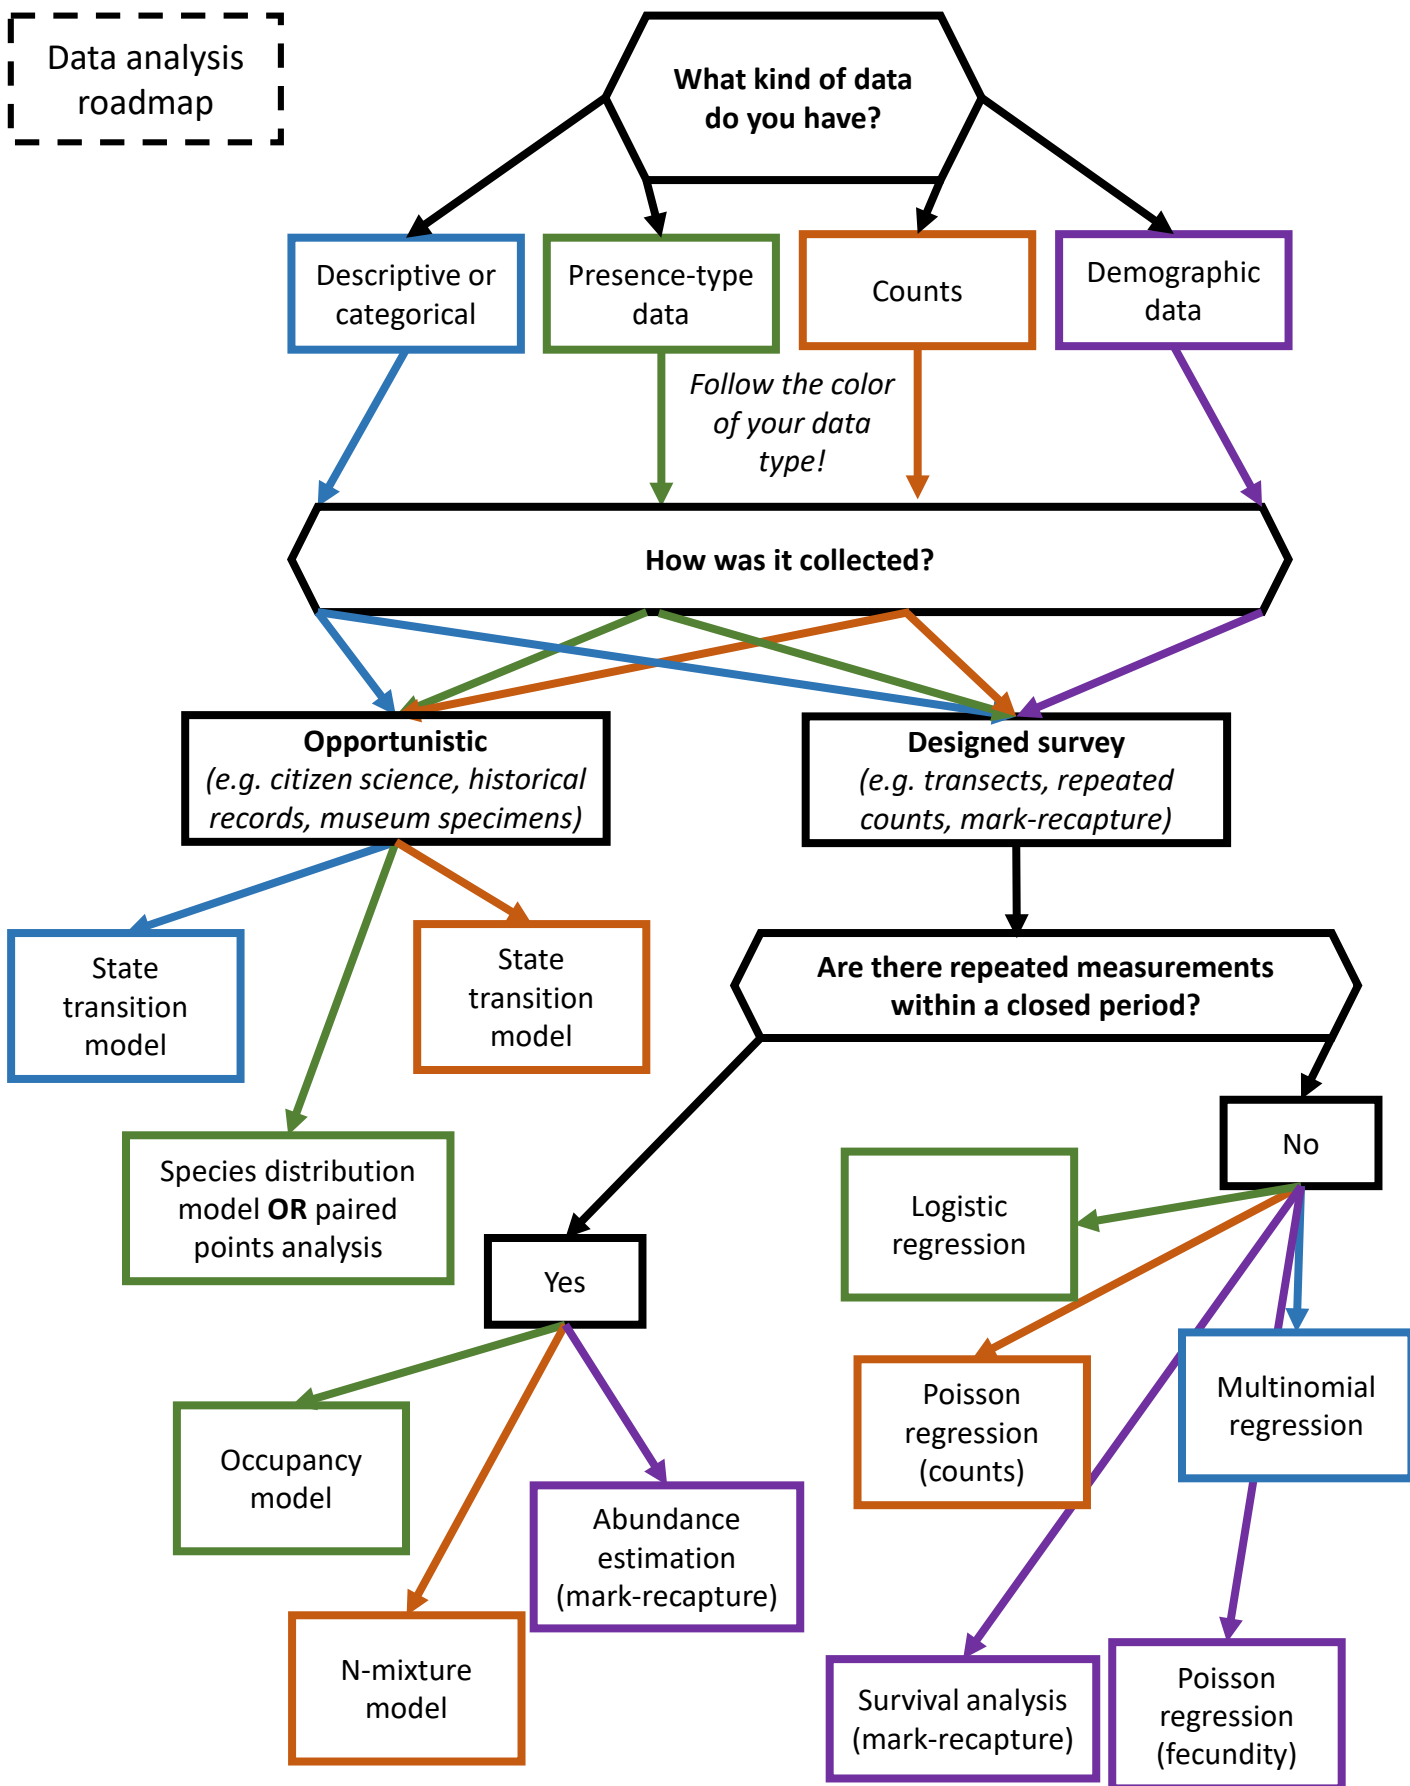 Data analysis
roadmap
What kind of data
do you have?
Descriptive or
categorical
Presence-type
data
Counts
Demographic
data
Follow the color
of your data
type!
How was it collected?
Opportunistic
(e.g. citizen science, historical
records, museum specimens)
Designed survey
(e.g. transects, repeated
counts, mark-recapture)
State
transition
model
State
transition
model
Are there repeated measurements
within a closed period?
Species distribution
model OR paired
points analysis
No
Logistic
regression
Yes
Poisson
regression
(counts)
Multinomial
regression
Occupancy
model
Abundance
estimation
(mark-recapture)
N-mixture
model
Survival analysis
(mark-recapture)
Poisson
regression
(fecundity)